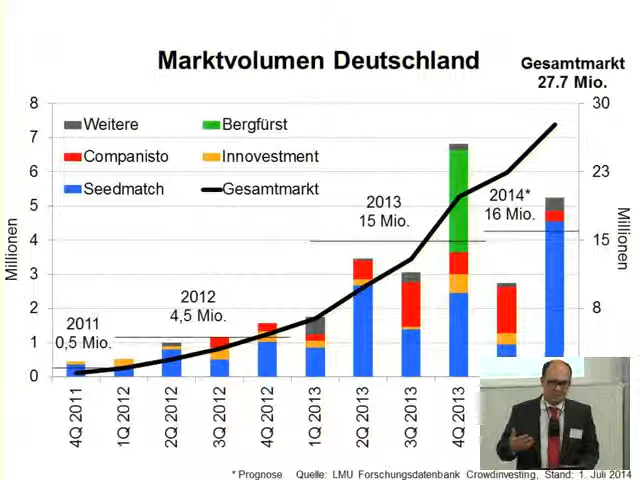 Marktvolumen Deutschland
Gesamtmarkt
27.7 Mio.
8
7
6
5
4
3
2
1
0
Millionen
30
23
15
8
Millionen
Weitere
Bergfürst
Companisto
Innovestment
Seedmatch
Gesamtmarkt
2011
0,5 Mio.
2012
4,5 Mio.
2013
15 Mio.
2014*
16 Mio.
4Q 2011
1Q 2012
2Q 2012
3Q 2012
4Q 2012
1Q 2013
2Q 2013
3Q 2013
4Q 2013
* Prognose Quelle: LMU Forschungsdatenbank Crowdinvesting, Stand: 1. Juli 2014